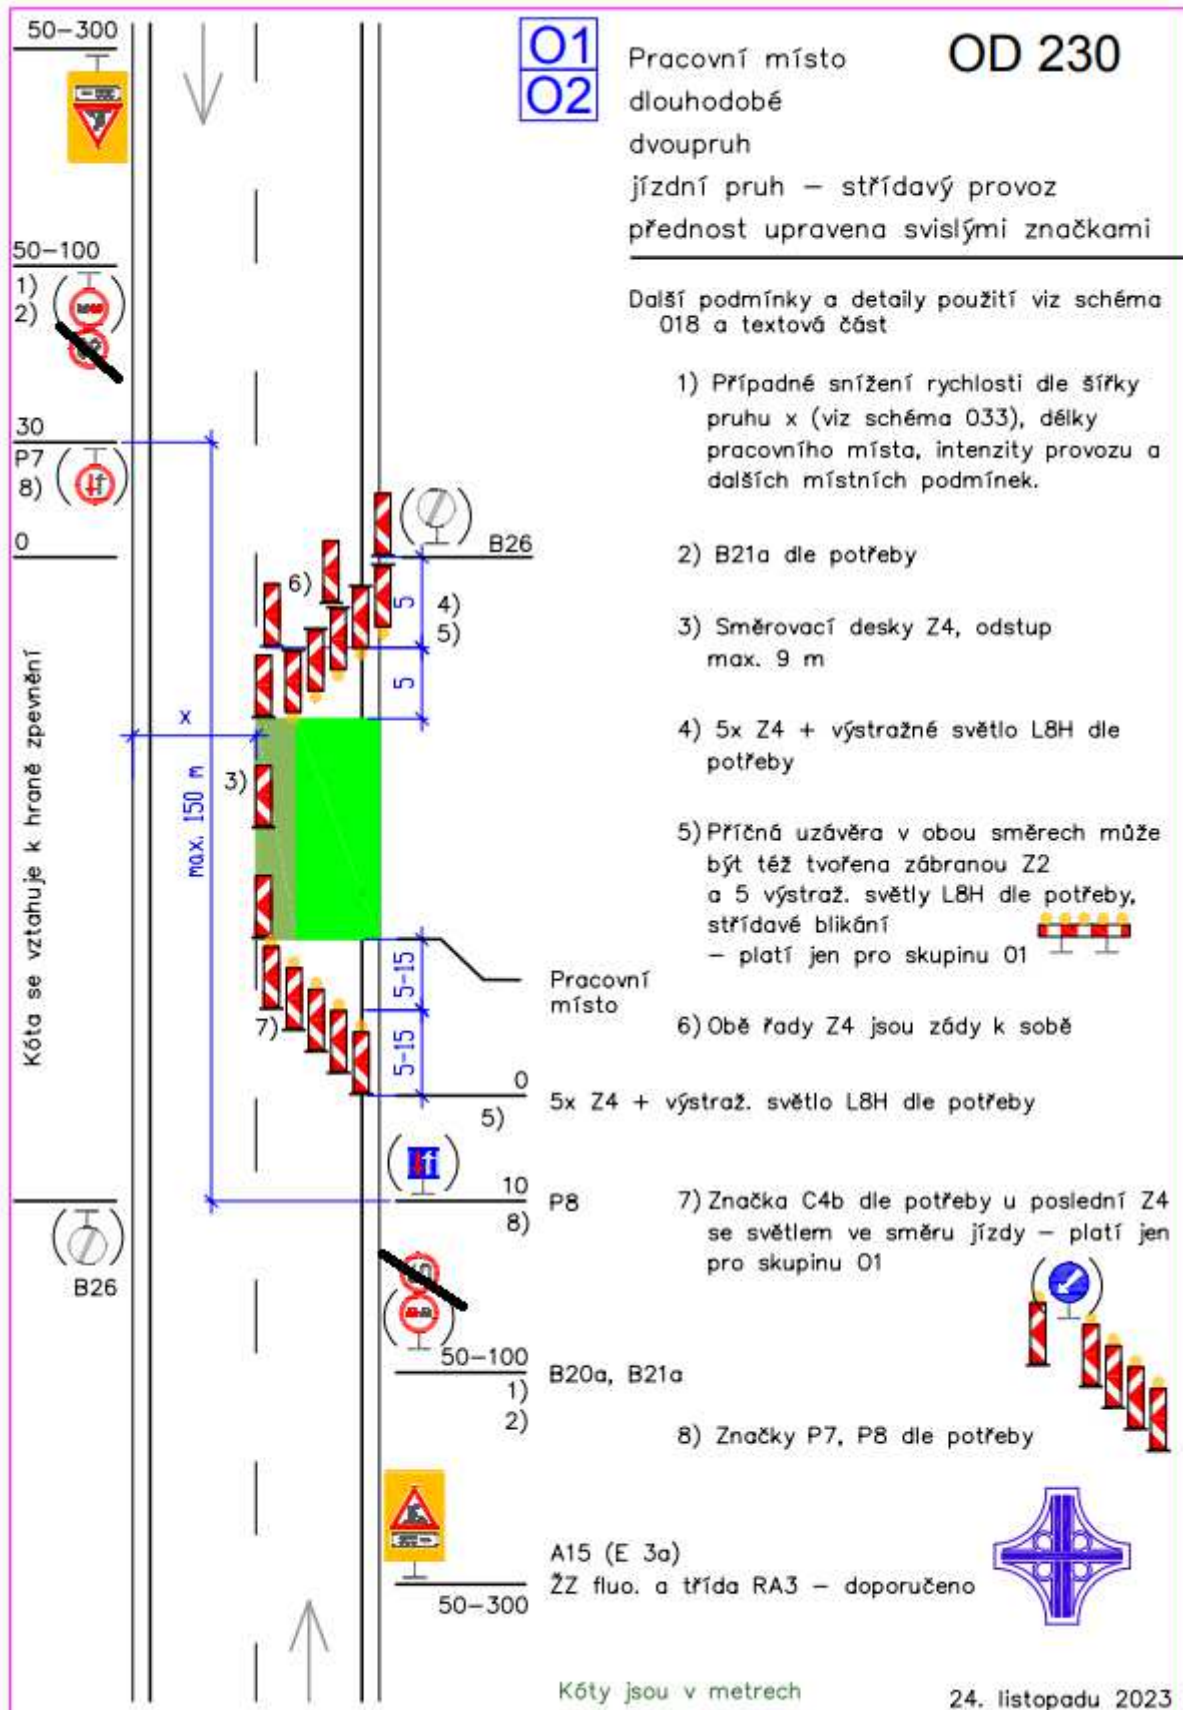 50-300
O1
O2
Pracovní místo
OD 230
dlouhodobé
dvoupruh
jízdní pruh – střídavý provoz
přednost upravena svislými značkami
50-100
1)
2)
Další podmínky a detaily použití viz schéma
018 a textová část
1) Případné snížení rychlosti dle šířky
pruhu x (viz schéma 033), délky
pracovního místa, intenzity provozu a
dalších místních podmínek.
30
P7
8)
0
B26
2) B21a dle potřeby
6)
5
4)
5)
3) Směrovací desky Z4, odstup
max. 9 m
5
Kóta se vztahuje k hraně zpevnění
x
max. 150 m
3)
4) 5x Z4 + výstražné světlo L8H dle
potřeby
5) Příčná uzávěra v obou směrech může
být též tvořena zábranou Z2
a 5 výstraž. světly L8H dle potřeby,
střídavé blikání
– platí jen pro skupinu 01
5-15
Pracovní
místo
7)
5-15
6) Obě řady Z4 jsou zády k sobě
0
5)
5x Z4 + výstraž. světlo L8H dle potřeby
10
P8
8)
7) Značka C4b dle potřeby u poslední Z4
se světlem ve směru jízdy – platí jen
pro skupinu 01
B26
50-100
B20a, B21a
1)
2)
8) Značky P7, P8 dle potřeby
A15 (E 3a)
ŽZ fluo. a třída RA3 – doporučeno
50-300
Kóty jsou v metrech
24. listopadu 2023